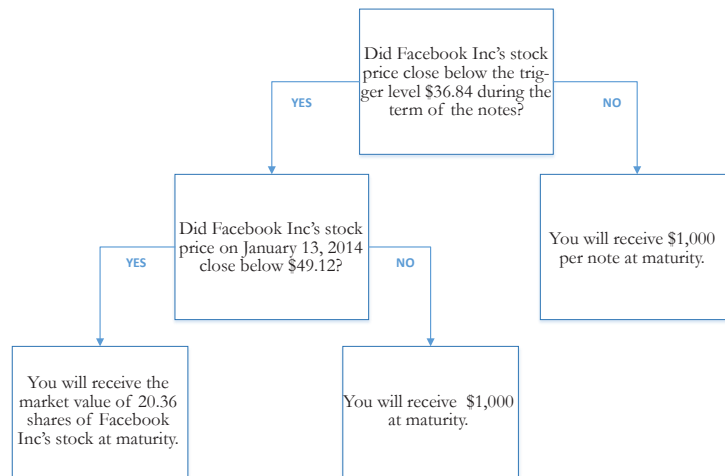 Did Facebook Inc's stock
price close below the trig-
ger level $36.84 during the
term of the notes?
YES
NO
Did Facebook Inc's stock
price on January 13, 2014
close below $49.12?
You will receive $1,000
per note at maturity.
YES
NO
You will receive the
market value of 20.36
shares of Facebook
Inc's stock at maturity.
You will receive $1,000
at maturity.